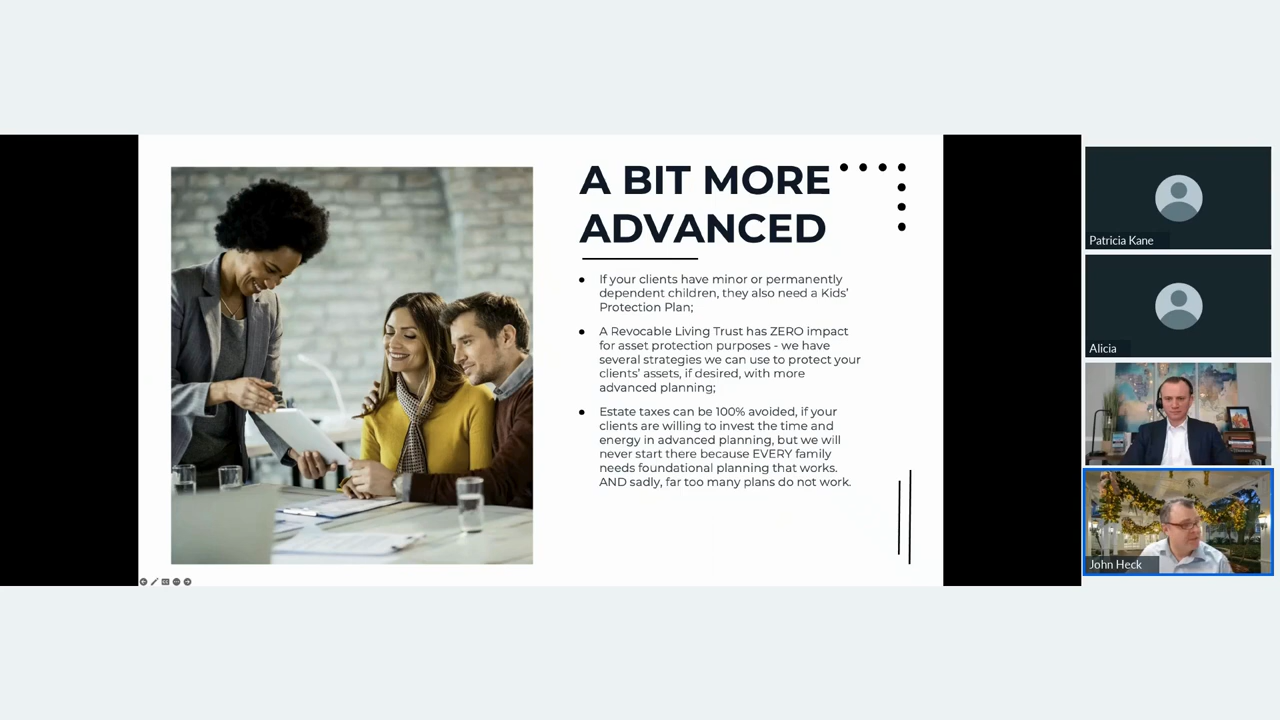 A BIT MORE
ADVANCED
● If your clients have minor or permanently
dependent children, they also need a Kids'
Protection Plan;
● A Revocable Living Trust has ZERO impact
for asset protection purposes - we have
several strategies we can use to protect your
clients' assets, if desired, with more
advanced planning;
● Estate taxes can be 100% avoided, if your
clients are willing to invest the time and
energy in advanced planning, but we will
never start there because EVERY family
needs foundational planning that works.
AND sadly, far too many plans do not work.
Patricia Kane
Alicia
John Heck